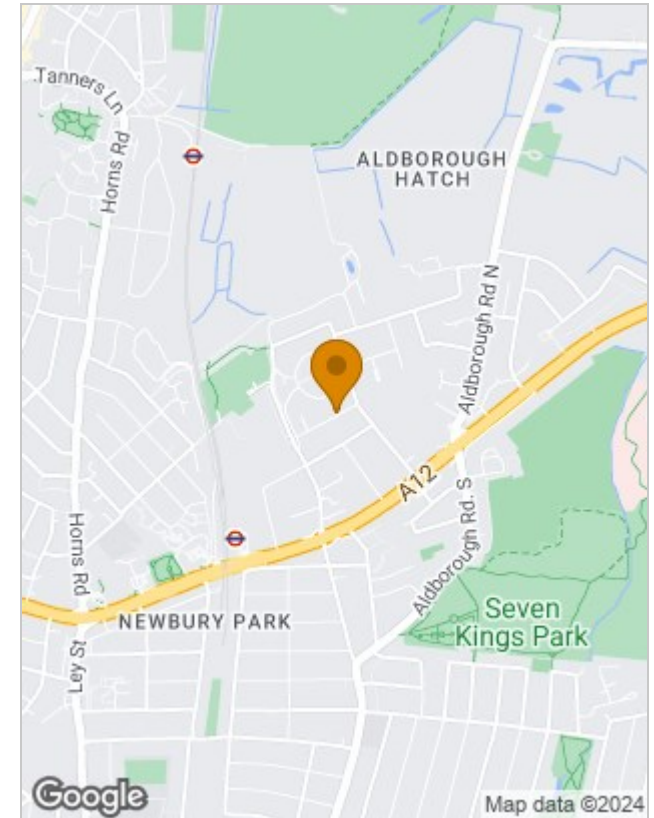 Tanners Ln
Horns Rd
ALDBOROUGH
HATCH
Aldborough Rd N
A12
Horns Rd
Aldborough Rd. S
Seven
Kings Park
NEWBURY PARK
Ley St
Google
Map data ©2024